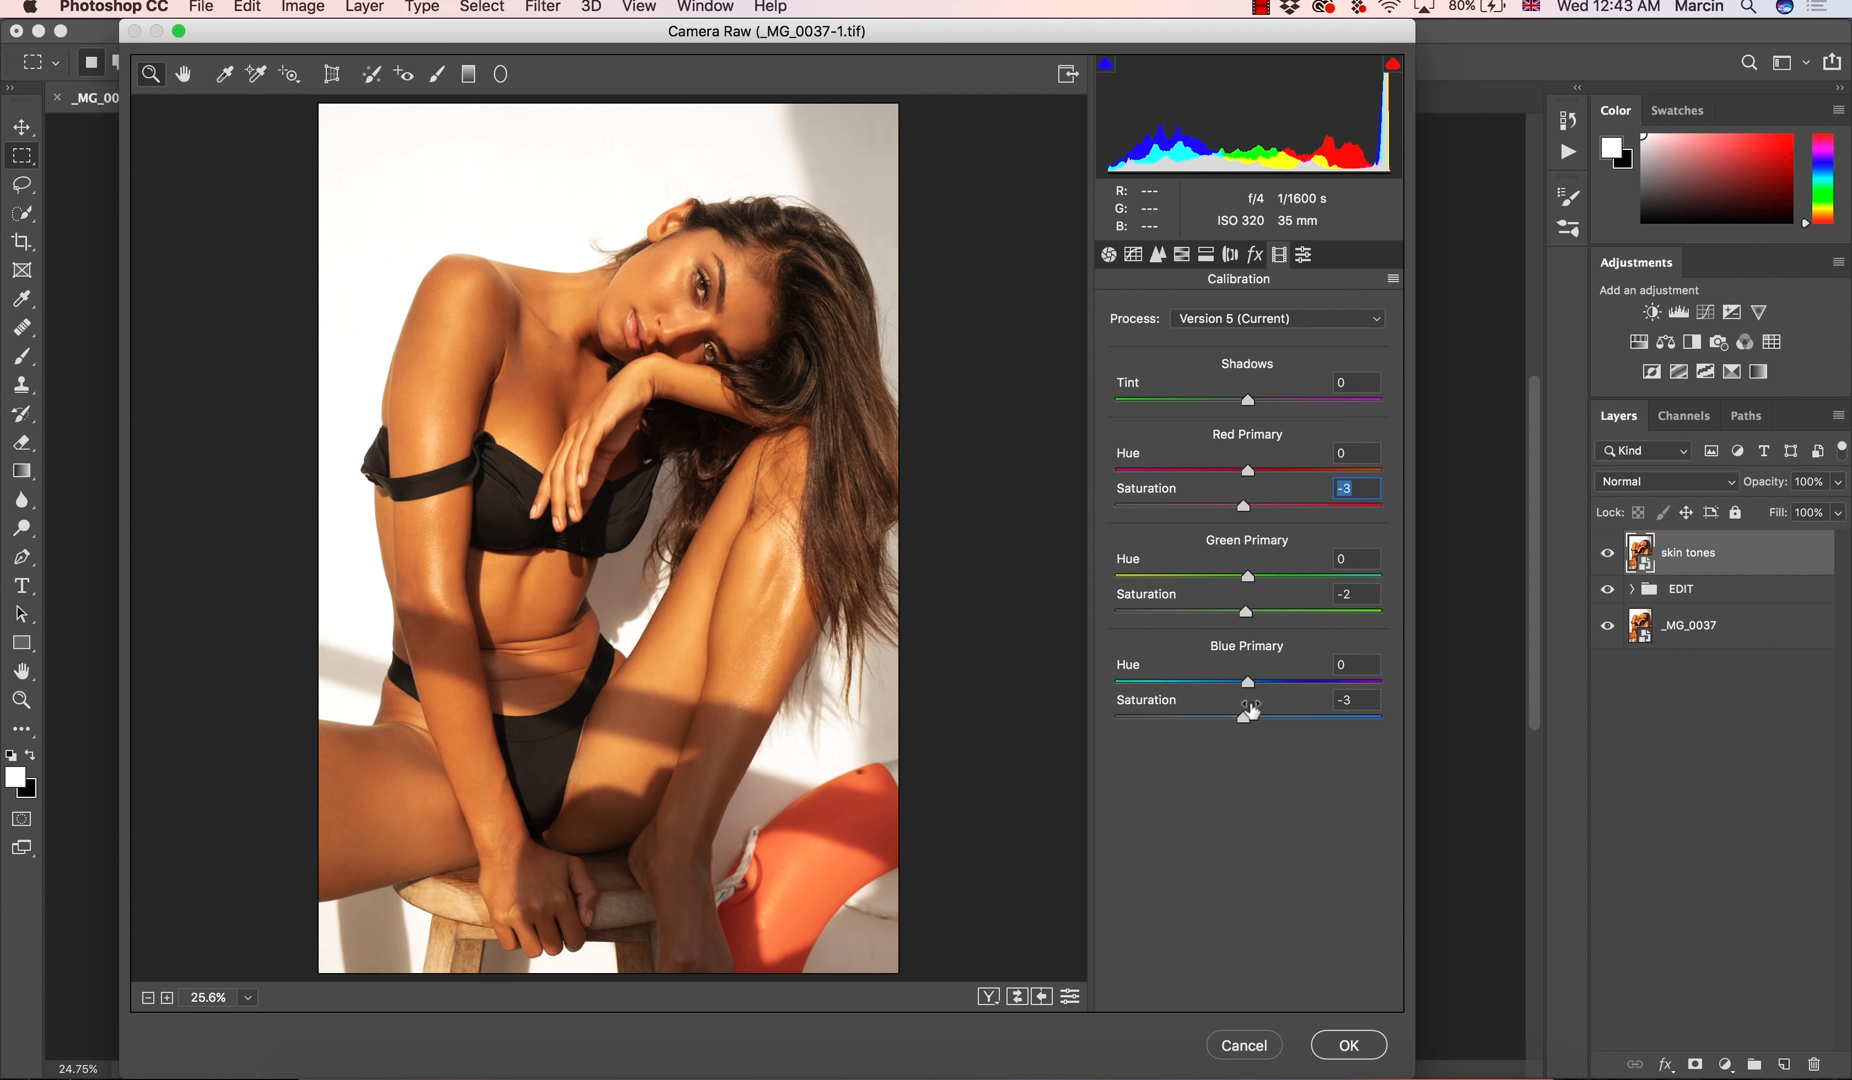 Photoshop CC File Edit Image Layer Type Select Filter 3D View Window Help 80% Wed 12:43 AM Marcin
Camera Raw (_MG_0037-1.tif)
_MG_00
R: ---
G: ---
B: ---
f/4 1/1600 s
ISO 320 35 mm
fx
Calibration
Process: Version 5 (Current)
Shadows
Tint 0
Red Primary
Hue 0
Saturation -3
Green Primary
Hue 0
Saturation -2
Blue Primary
Hue 0
Saturation -3
25.6%
Y
Cancel OK
24.75%
Color Swatches
Adjustments
Add an adjustment
Layers Channels Paths
Kind
Normal Opacity: 100%
Lock: Fill: 100%
skin tones
EDIT
_MG_0037
fx